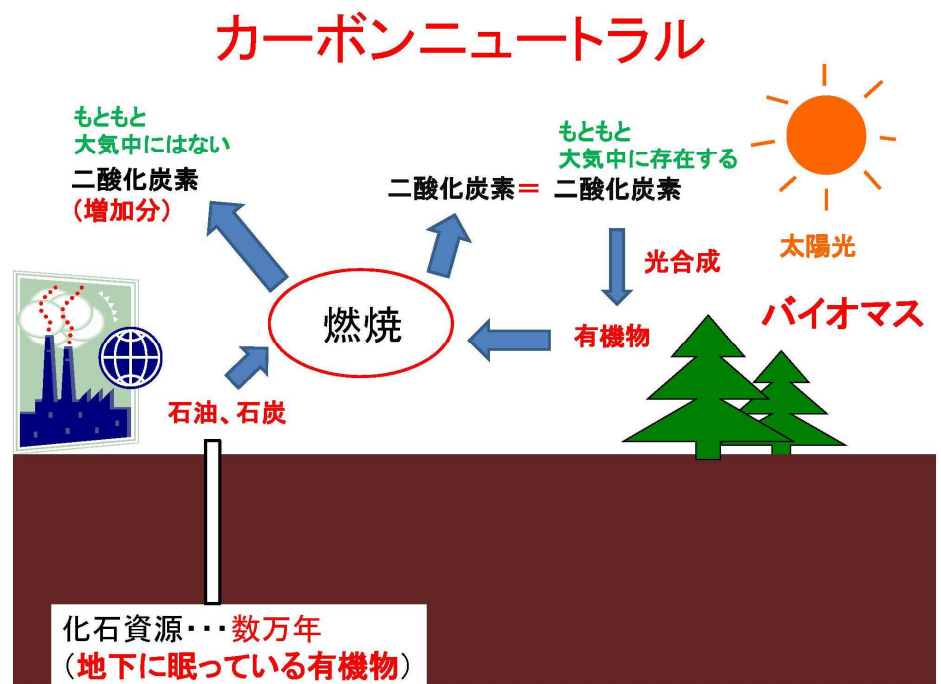 カーボンニュートラル
もともと
大気中にはない
二酸化炭素
(増加分)
もともと
大気中に存在する
二酸化炭素= 二酸化炭素
太陽光
光合成
バイオマス
燃焼
有機物
石油、石炭
化石資源・・・数万年
(地下に眠っている有機物)